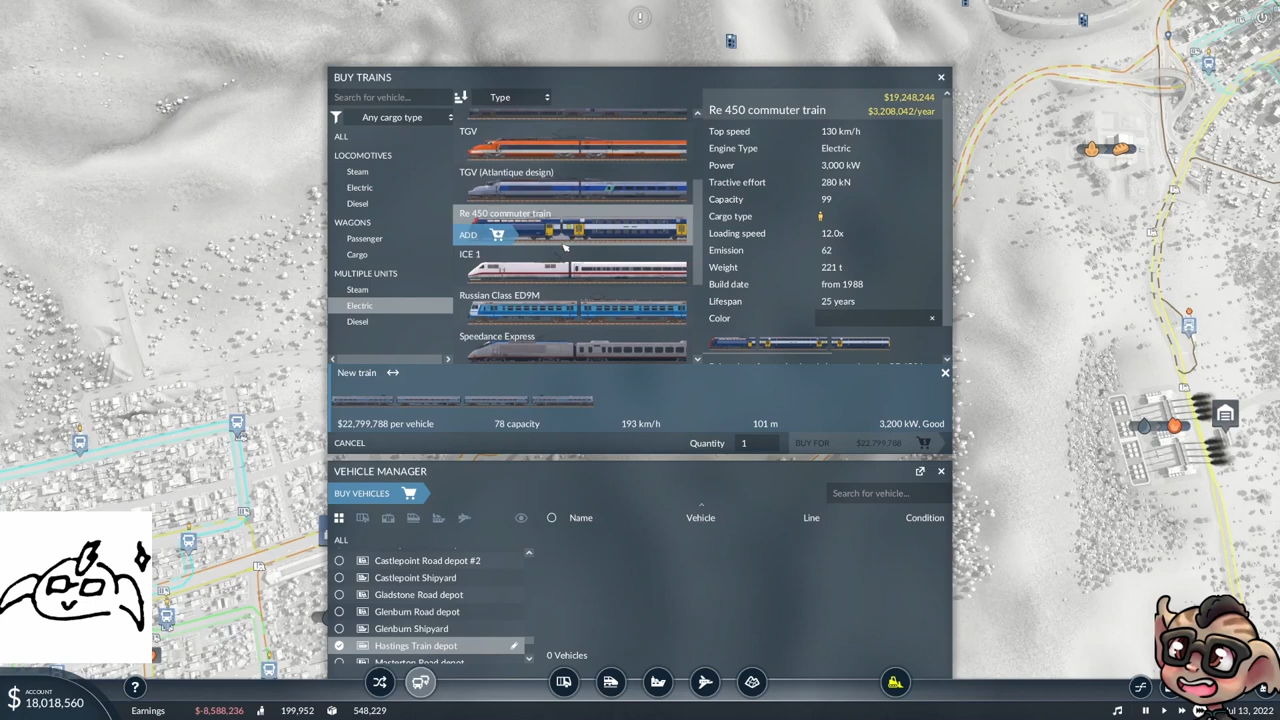 BUY TRAINS
Search for vehicle...
Type
Any cargo type
ALL
LOCOMOTIVES
Steam
Electric
Diesel
WAGONS
Passenger
Cargo
MULTIPLE UNITS
Steam
Electric
Diesel
TGV
TGV (Atlantique design)
Re 450 commuter train
ADD
ICE 1
Russian Class ED9M
Speedance Express
$19,248,244
Re 450 commuter train
$3,208,042/year
Top speed 130 km/h
Engine Type Electric
Power 3,000 kW
Tractive effort 280 kN
Capacity 99
Cargo type
Loading speed 12.0x
Emission 62
Weight 221 t
Build date from 1988
Lifespan 25 years
Color
New train
$22,799,788 per vehicle 78 capacity 193 km/h 101 m 3,200 kW, Good
CANCEL Quantity 1 BUY FOR $22,799,788
VEHICLE MANAGER
BUY VEHICLES
Search for vehicle...
Name Vehicle Line Condition
ALL
Castlepoint Road depot #2
Castlepoint Shipyard
Gladstone Road depot
Glenburn Road depot
Glenburn Shipyard
Hastings Train depot
Masterton Road depot
0 Vehicles
$ ACCOUNT
18,018,560
?
Earnings $-8,588,236 199,952 548,229
Jul 13, 2022